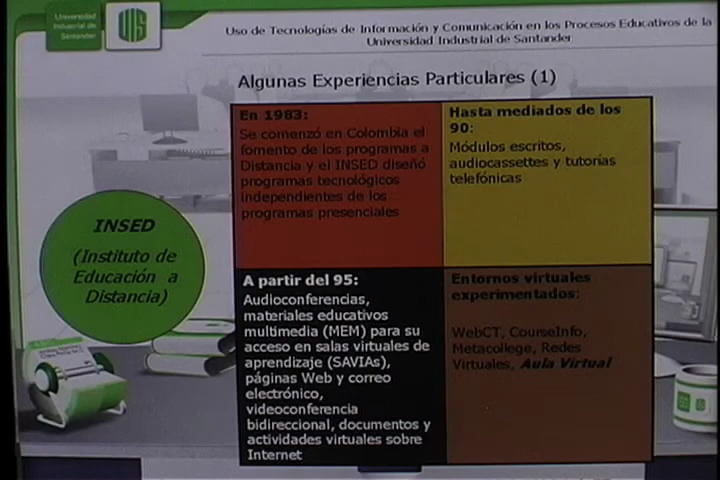 Universidad
Industrial de
Santander
UIS
Uso de Tecnologías de Información y Comunicación en los Procesos Educativos de la
Universidad Industrial de Santander
Algunas Experiencias Particulares (1)
En 1983:
Se comenzó en Colombia el
fomento de los programas a
Distancia y el INSED diseñó
programas tecnológicos
independientes de los
programas presenciales
Hasta mediados de los
90:
Módulos escritos,
audiocassettes y tutorías
telefónicas
INSED
(Instituto de
Educación a
Distancia)
A partir del 95:
Audioconferencias,
materiales educativos
multimedia (MEM) para su
acceso en salas virtuales de
aprendizaje (SAVIAs),
páginas Web y correo
electrónico,
videoconferencia
bidireccional, documentos y
actividades virtuales sobre
Internet
Entornos virtuales
experimentados:
WebCT, CourseInfo,
Metacollege, Redes
Virtuales, Aula Virtual